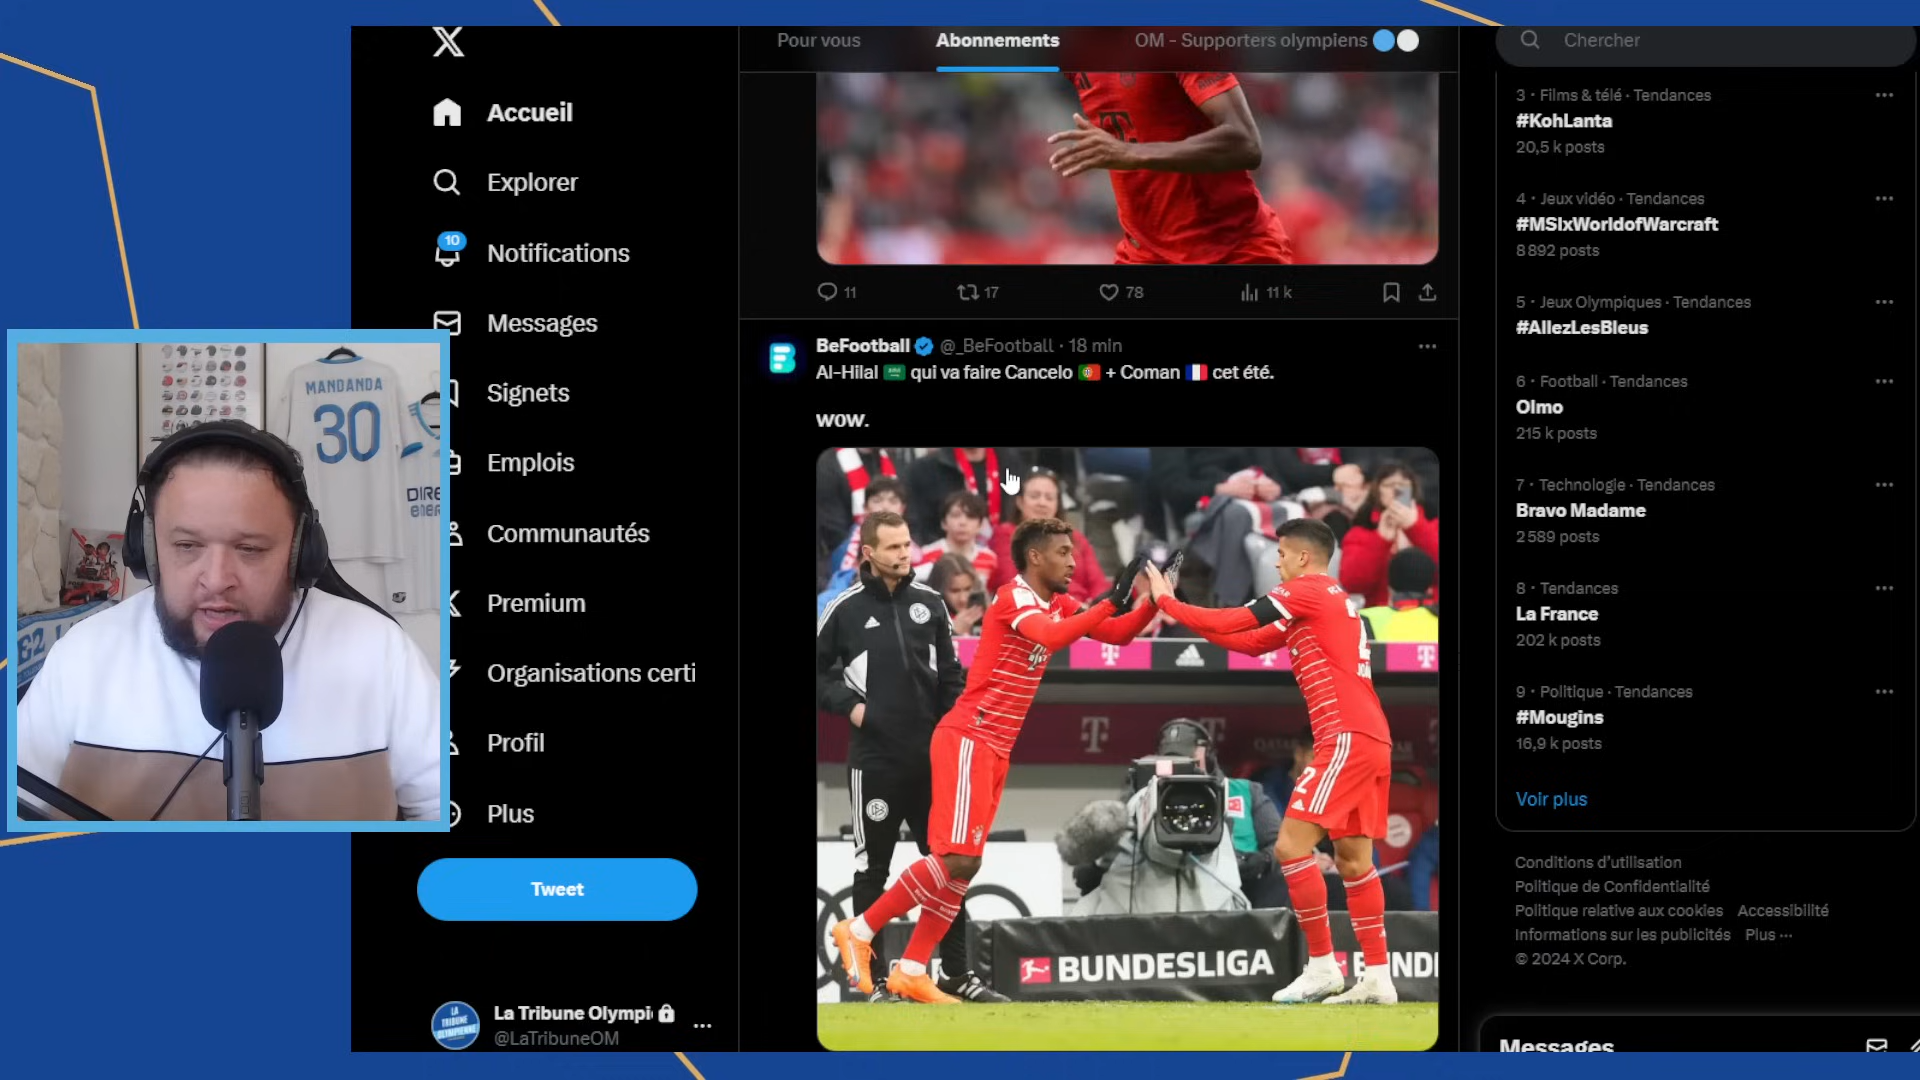 Pour vous
Abonnements
OM - Supporters olympiens
Chercher
Accueil
Explorer
10
Notifications
Messages
Signets
Emplois
Communautés
Premium
Organisations certi
Profil
Plus
Tweet
La Tribune Olympi
@LaTribuneOM
LA
TRIBUNE
OLYMPIENNE
MANDANDA
30
DIRE
ener
11
17
78
11 k
BeFootball @_BeFootball · 18 min
Al-Hilal qui va faire Cancelo + Coman cet été.
wow.
BUNDESLIGA
3 · Films & télé · Tendances
#KohLanta
20,5 k posts
4 · Jeux vidéo · Tendances
#MSIxWorldofWarcraft
8 892 posts
5 · Jeux Olympiques · Tendances
#AllezLesBleus
6 · Football · Tendances
Olmo
215 k posts
7 · Technologie · Tendances
Bravo Madame
2 589 posts
8 · Tendances
La France
202 k posts
9 · Politique · Tendances
#Mougins
16,9 k posts
Voir plus
Conditions d’utilisation
Politique de Confidentialité
Politique relative aux cookies Accessibilité
Informations sur les publicités Plus ···
© 2024 X Corp.
Messages